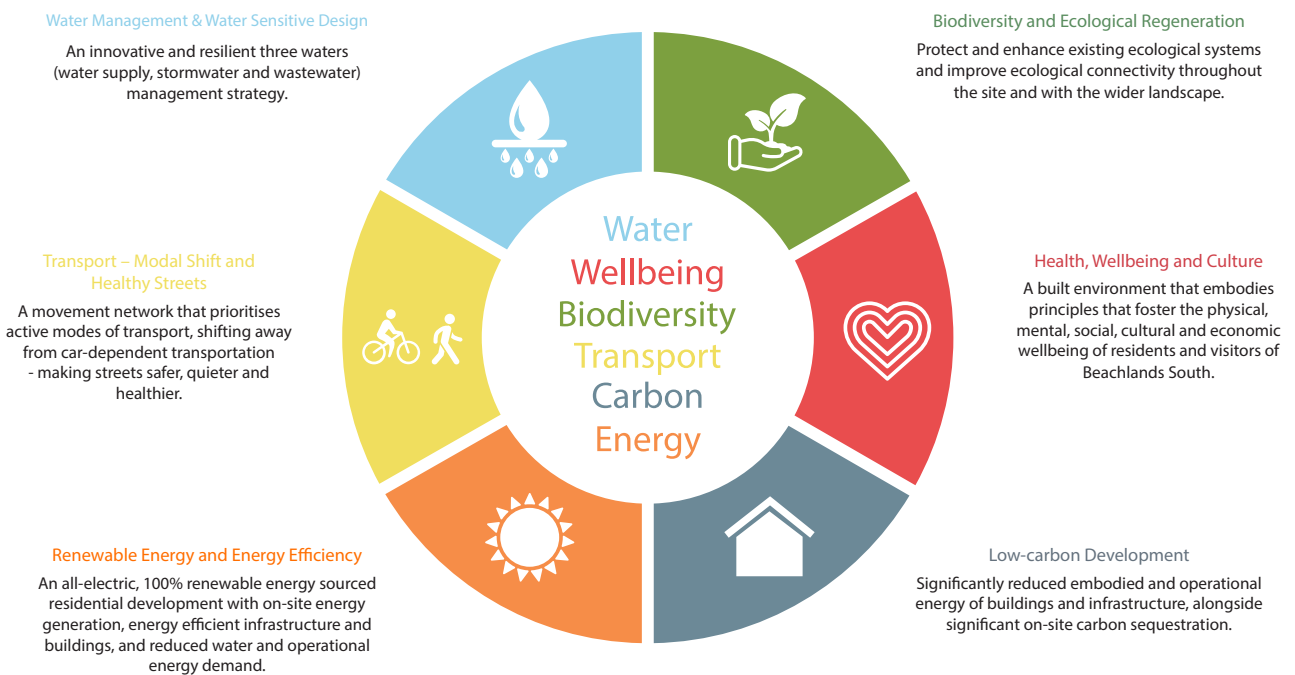 Water Management & Water Sensitive Design
An innovative and resilient three waters
(water supply, stormwater and wastewater)
management strategy.
Biodiversity and Ecological Regeneration
Protect and enhance existing ecological systems
and improve ecological connectivity throughout
the site and with the wider landscape.
Transport – Modal Shift and
Healthy Streets
A movement network that prioritises
active modes of transport, shifting away
from car-dependent transportation
- making streets safer, quieter and
healthier.
Water
Wellbeing
Biodiversity
Transport
Carbon
Energy
Health, Wellbeing and Culture
A built environment that embodies
principles that foster the physical,
mental, social, cultural and economic
wellbeing of residents and visitors of
Beachlands South.
Renewable Energy and Energy Efficiency
An all-electric, 100% renewable energy sourced
residential development with on-site energy
generation, energy efficient infrastructure and
buildings, and reduced water and operational
energy demand.
Low-carbon Development
Significantly reduced embodied and operational
energy of buildings and infrastructure, alongside
significant on-site carbon sequestration.